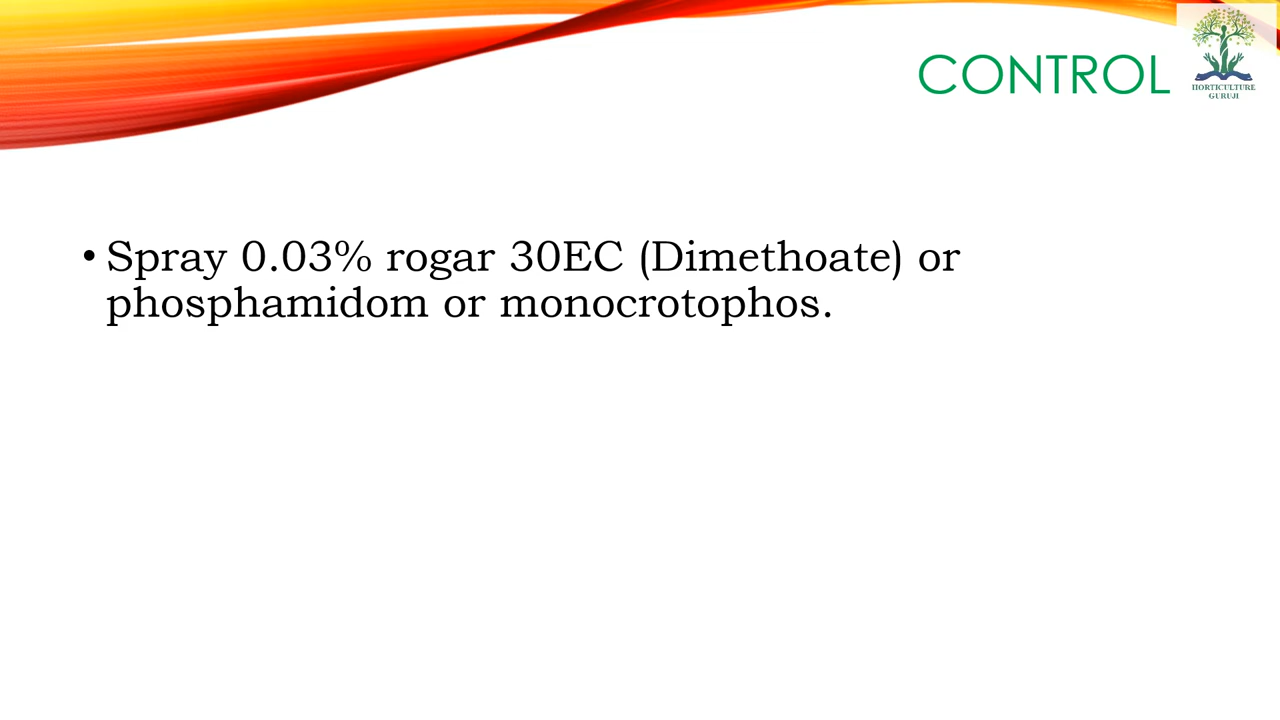 CONTROL
HORTICULTURE
GURUJI
• Spray 0.03% rogar 30EC (Dimethoate) or
phosphamidom or monocrotophos.